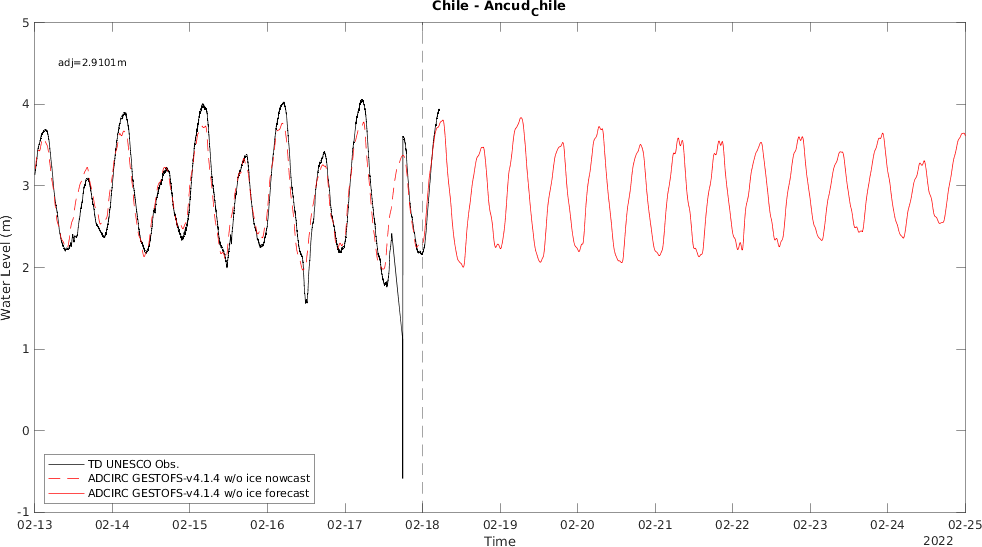 Chile - Ancud_Chile
adj=2.9101m
5
4
3
2
1
0
-1
Water Level (m)
TD UNESCO Obs.
ADCIRC GESTOFS-v4.1.4 w/o ice nowcast
ADCIRC GESTOFS-v4.1.4 w/o ice forecast
02-13 02-14 02-15 02-16 02-17 02-18 02-19 02-20 02-21 02-22 02-23 02-24 02-25
Time
2022